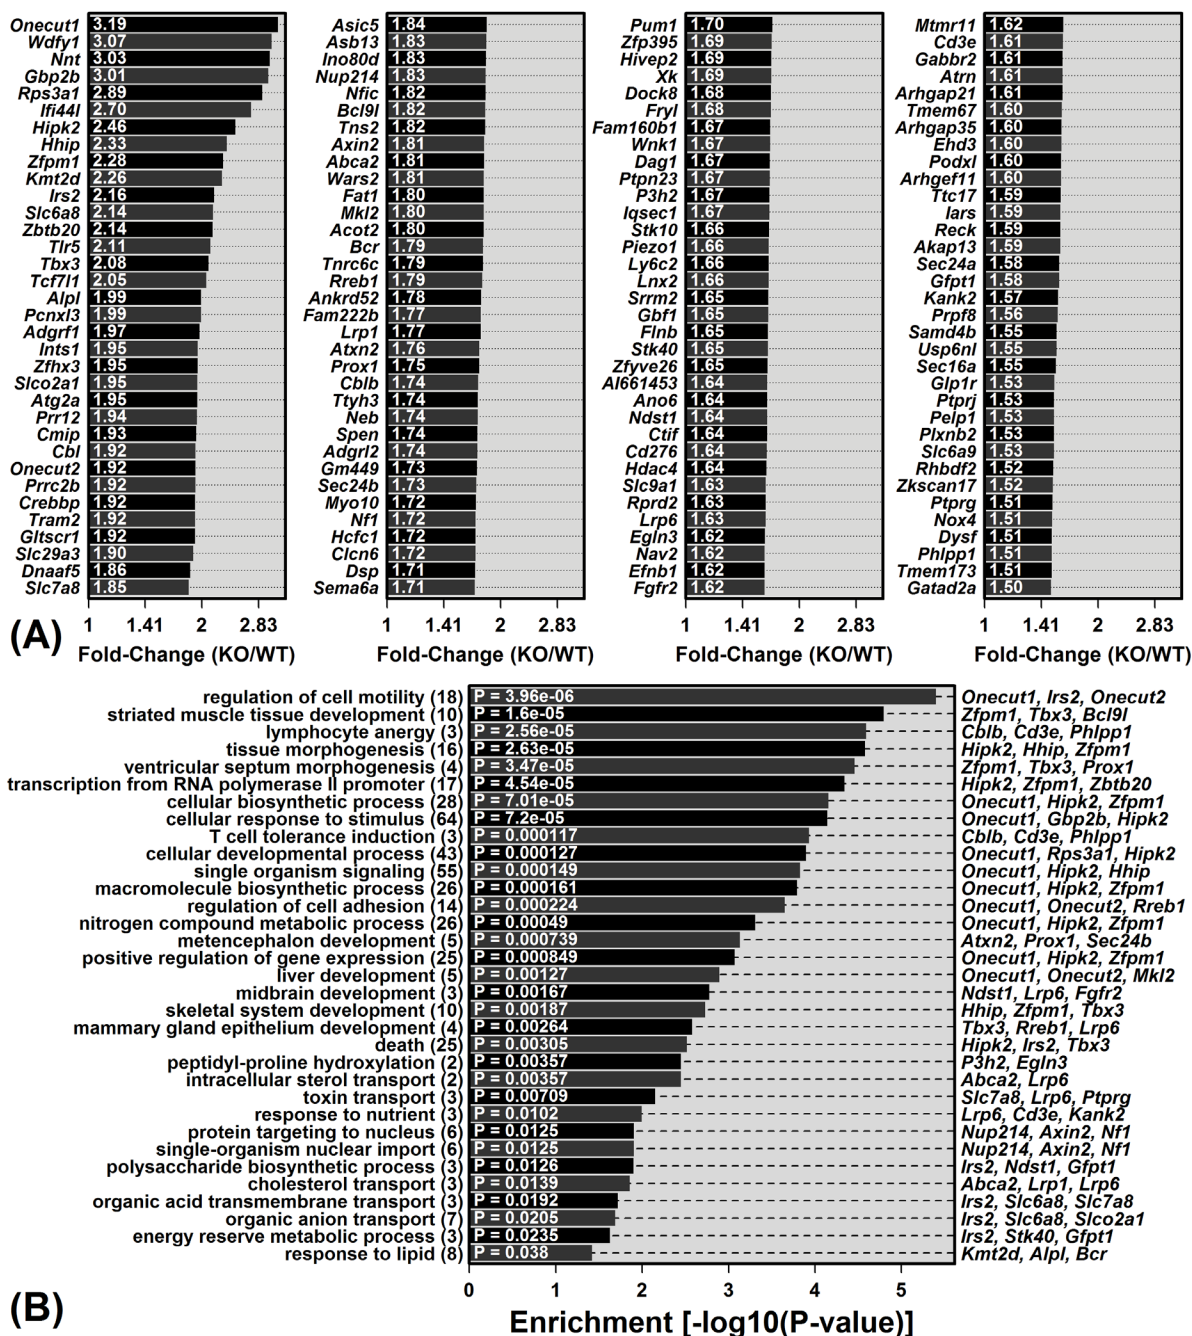 Onecut1 3.19
Wdfy1 3.07
Nnt 3.03
Gbp2b 3.01
Rps3a1 2.89
Ifi44l 2.70
Hipk2 2.46
Hhip 2.33
Zfpm1 2.28
Kmt2d 2.26
Irs2 2.16
Slc6a8 2.14
Zbtb20 2.14
Tlr5 2.11
Tbx3 2.08
Tcf7l1 2.05
Alpl 1.99
Pcnxl3 1.99
Adgrf1 1.97
Ints1 1.95
Zfhx3 1.95
Slco2a1 1.95
Atg2a 1.95
Prr12 1.94
Cmip 1.93
Cbl 1.92
Onecut2 1.92
Prrc2b 1.92
Crebbp 1.92
Tram2 1.92
Gltscr1 1.92
Slc29a3 1.90
Dnaaf5 1.86
Slc7a8 1.85
1 1.41 2 2.83
Fold-Change (KO/WT)
Asic5 1.84
Asb13 1.83
Ino80d 1.83
Nup214 1.83
Nfic 1.82
Bcl9l 1.82
Tns2 1.82
Axin2 1.81
Abca2 1.81
Wars2 1.81
Fat1 1.80
Mkl2 1.80
Acot2 1.80
Bcr 1.79
Tnrc6c 1.79
Rreb1 1.79
Ankrd52 1.78
Fam222b 1.77
Lrp1 1.77
Atxn2 1.76
Prox1 1.75
Cblb 1.74
Ttyh3 1.74
Neb 1.74
Spen 1.74
Adgrl2 1.74
Gm449 1.73
Sec24b 1.73
Myo10 1.72
Nf1 1.72
Hcfc1 1.72
Clcn6 1.72
Dsp 1.71
Sema6a 1.71
1 1.41 2 2.83
Fold-Change (KO/WT)
Pum1 1.70
Zfp395 1.69
Hivep2 1.69
Xk 1.69
Dock8 1.68
Fryl 1.68
Fam160b1 1.67
Wnk1 1.67
Dag1 1.67
Ptpn23 1.67
P3h2 1.67
Iqsec1 1.67
Stk10 1.66
Piezo1 1.66
Ly6c2 1.66
Lnx2 1.66
Srrm2 1.65
Gbf1 1.65
Flnb 1.65
Stk40 1.65
Zfyve26 1.65
AI661453 1.64
Ano6 1.64
Ndst1 1.64
Ctif 1.64
Cd276 1.64
Hdac4 1.64
Slc9a1 1.63
Rprd2 1.63
Lrp6 1.63
Egln3 1.62
Nav2 1.62
Efnb1 1.62
Fgfr2 1.62
1 1.41 2 2.83
Fold-Change (KO/WT)
Mtmr11 1.62
Cd3e 1.61
Gabbr2 1.61
Atrn 1.61
Arhgap21 1.61
Tmem67 1.60
Arhgap35 1.60
Ehd3 1.60
Podxl 1.60
Arhgef11 1.60
Ttc17 1.59
Iars 1.59
Reck 1.59
Akap13 1.59
Sec24a 1.58
Gfpt1 1.58
Kank2 1.57
Prpf8 1.56
Samd4b 1.55
Usp6nl 1.55
Sec16a 1.55
Glp1r 1.53
Ptprj 1.53
Pelp1 1.53
Plxnb2 1.53
Slc6a9 1.53
Rhbdf2 1.52
Zkscan17 1.52
Ptprg 1.51
Nox4 1.51
Dysf 1.51
Phlpp1 1.51
Tmem173 1.51
Gatad2a 1.50
1 1.41 2 2.83
Fold-Change (KO/WT)
(A)
regulation of cell motility (18) P = 3.96e-06 Onecut1, Irs2, Onecut2
striated muscle tissue development (10) P = 1.6e-05 Zfpm1, Tbx3, Bcl9l
lymphocyte anergy (3) P = 2.56e-05 Cblb, Cd3e, Phlpp1
tissue morphogenesis (16) P = 2.63e-05 Hipk2, Hhip, Zfpm1
ventricular septum morphogenesis (4) P = 3.47e-05 Zfpm1, Tbx3, Prox1
transcription from RNA polymerase II promoter (17) P = 4.54e-05 Hipk2, Zfpm1, Zbtb20
cellular biosynthetic process (28) P = 7.01e-05 Onecut1, Hipk2, Zfpm1
cellular response to stimulus (64) P = 7.2e-05 Onecut1, Gbp2b, Hipk2
T cell tolerance induction (3) P = 0.000117 Cblb, Cd3e, Phlpp1
cellular developmental process (43) P = 0.000127 Onecut1, Rps3a1, Hipk2
single organism signaling (55) P = 0.000149 Onecut1, Hipk2, Hhip
macromolecule biosynthetic process (26) P = 0.000161 Onecut1, Hipk2, Zfpm1
regulation of cell adhesion (14) P = 0.000224 Onecut1, Onecut2, Rreb1
nitrogen compound metabolic process (26) P = 0.00049 Onecut1, Hipk2, Zfpm1
metencephalon development (5) P = 0.000739 Atxn2, Prox1, Sec24b
positive regulation of gene expression (25) P = 0.000849 Onecut1, Hipk2, Zfpm1
liver development (5) P = 0.00127 Onecut1, Onecut2, Mkl2
midbrain development (3) P = 0.00167 Ndst1, Lrp6, Fgfr2
skeletal system development (10) P = 0.00187 Hhip, Zfpm1, Tbx3
mammary gland epithelium development (4) P = 0.00264 Tbx3, Rreb1, Lrp6
death (25) P = 0.00305 Hipk2, Irs2, Tbx3
peptidyl-proline hydroxylation (2) P = 0.00357 P3h2, Egln3
intracellular sterol transport (2) P = 0.00357 Abca2, Lrp6
toxin transport (3) P = 0.00709 Slc7a8, Lrp6, Ptprg
response to nutrient (3) P = 0.0102 Lrp6, Cd3e, Kank2
protein targeting to nucleus (6) P = 0.0125 Nup214, Axin2, Nf1
single-organism nuclear import (6) P = 0.0125 Nup214, Axin2, Nf1
polysaccharide biosynthetic process (3) P = 0.0126 Irs2, Ndst1, Gfpt1
cholesterol transport (3) P = 0.0139 Abca2, Lrp1, Lrp6
organic acid transmembrane transport (3) P = 0.0192 Irs2, Slc6a8, Slc7a8
organic anion transport (7) P = 0.0205 Irs2, Slc6a8, Slco2a1
energy reserve metabolic process (3) P = 0.0235 Irs2, Stk40, Gfpt1
response to lipid (8) P = 0.038 Kmt2d, Alpl, Bcr
0 1 2 3 4 5
Enrichment [-log10(P-value)]
(B)